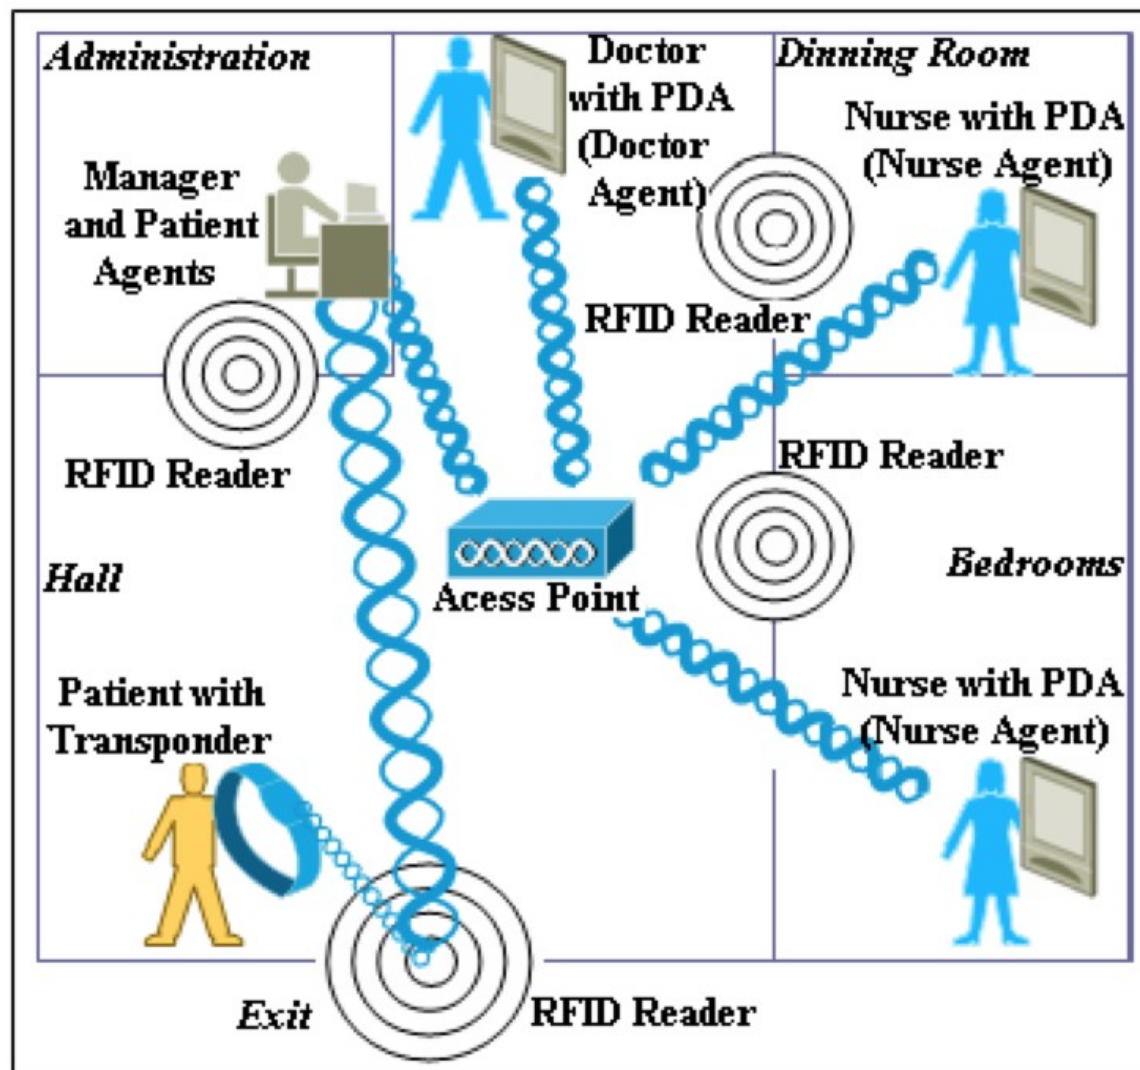 Administration
Doctor
with PDA
(Doctor
Agent)
Dinning Room
Nurse with PDA
(Nurse Agent)
Manager
and Patient
Agents
RFID Reader
RFID Reader
RFID Reader
Hall
Acess Point
Bedrooms
Patient with
Transponder
Nurse with PDA
(Nurse Agent)
Exit
RFID Reader